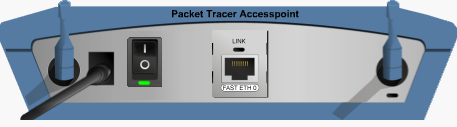 Packet Tracer Accesspoint
LINK
I
O
FAST ETH 0